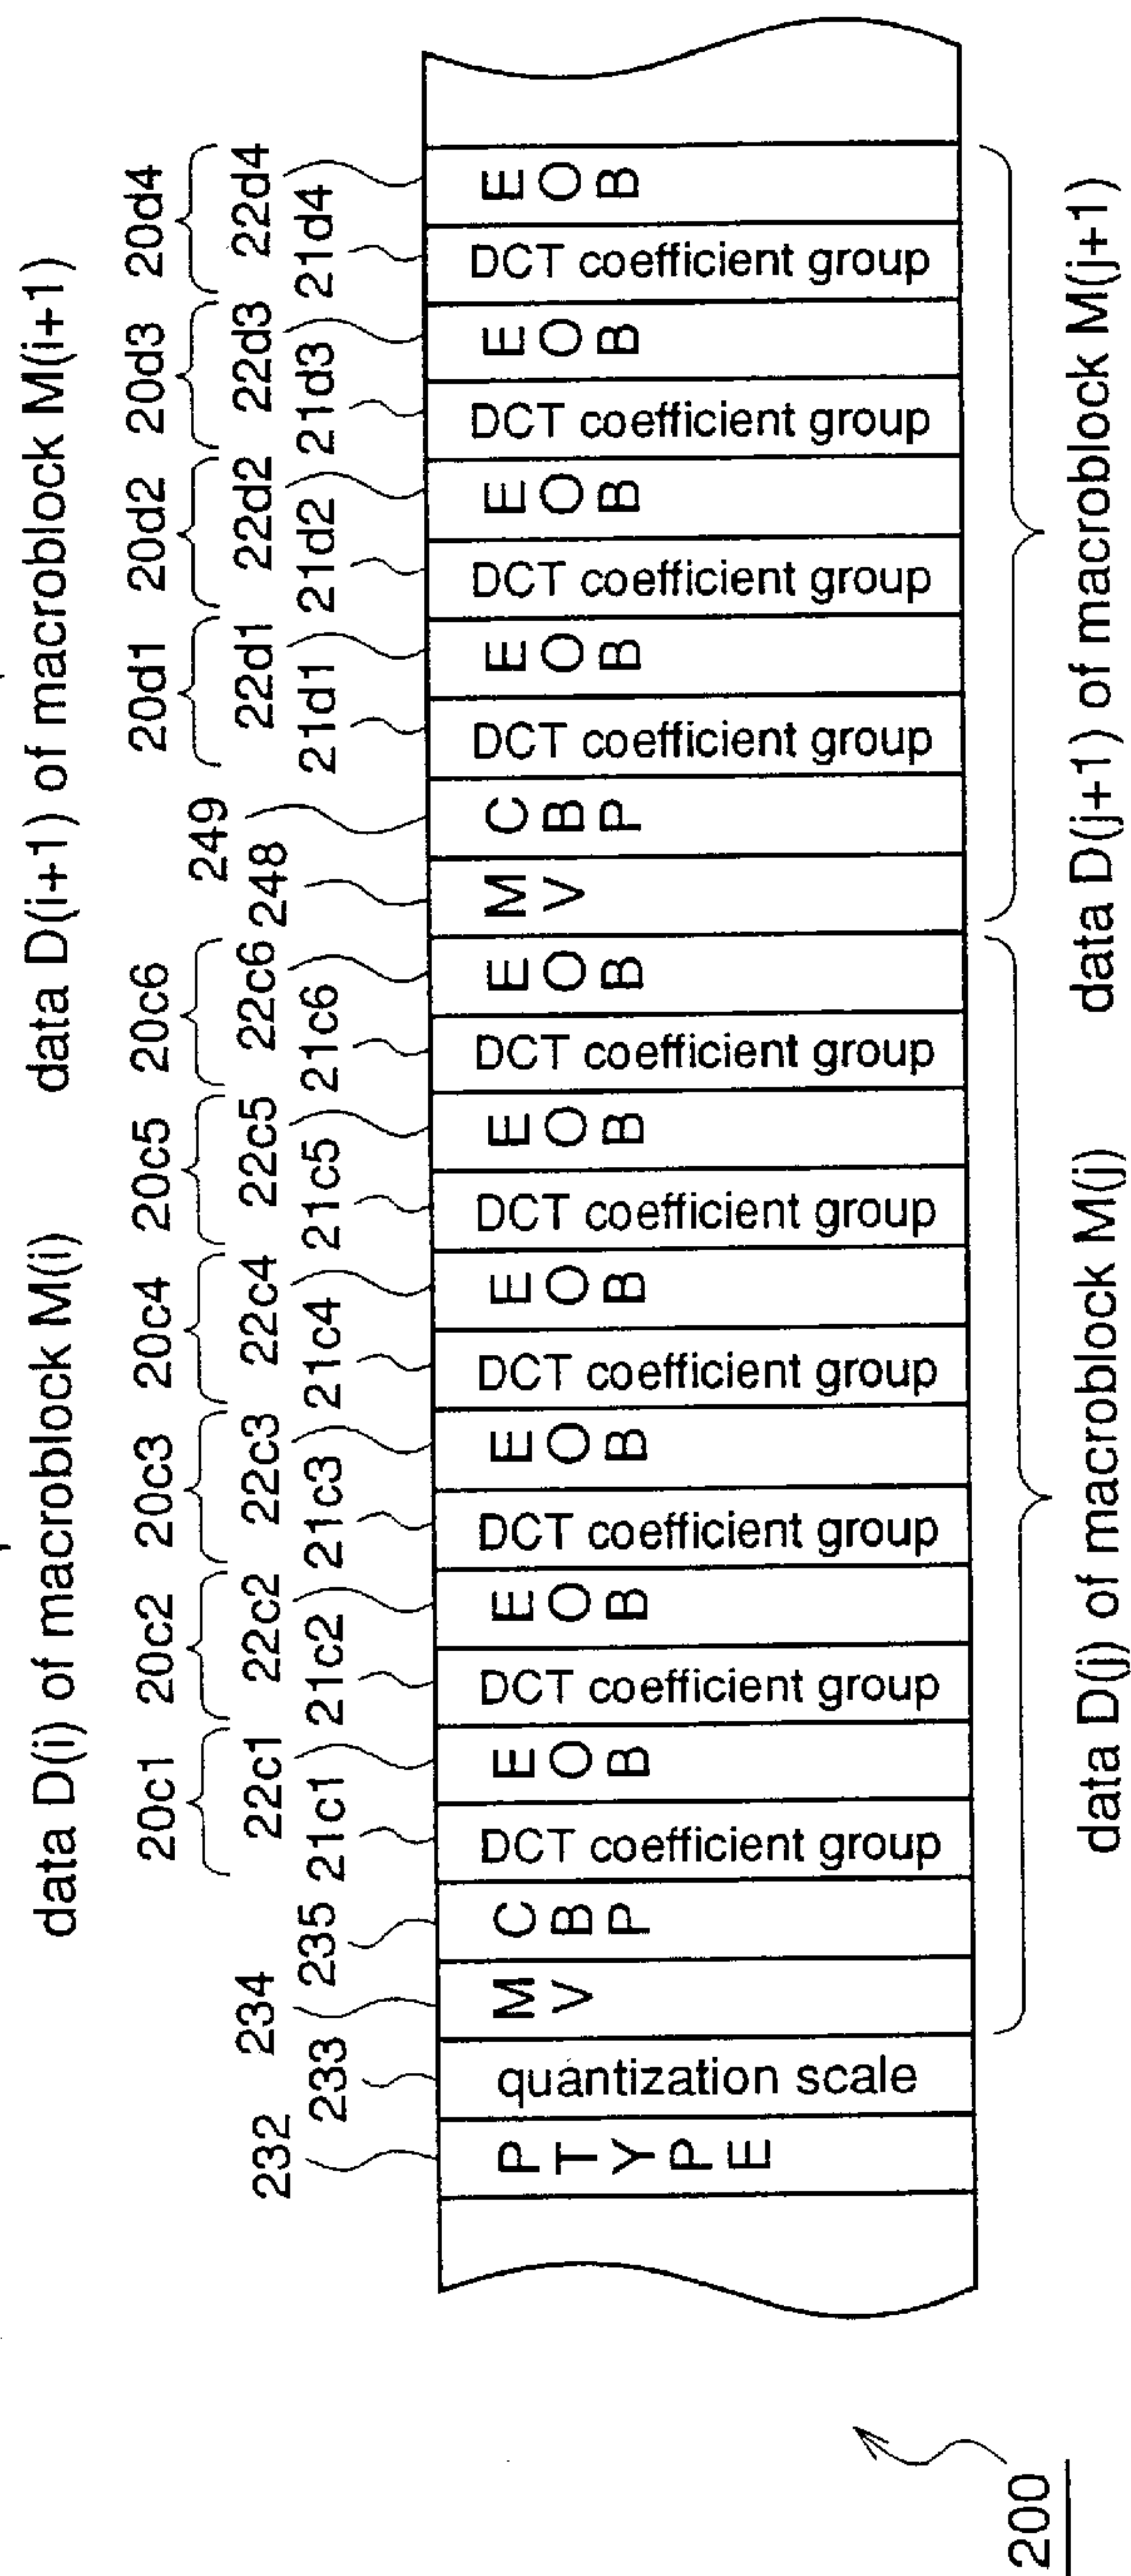 data D(i) of macroblock M(i) data D(i+1) of macroblock M(i+1)
20c1 20c2 20c3 20c4 20c5 20c6 20d1 20d2 20d3 20d4
232 234 22c1 22c2 22c3 22c4 22c5 22c6 249 22d1 22d2 22d3 22d4
233 235 21c1 21c2 21c3 21c4 21c5 21c6 248 21d1 21d2 21d3 21d4
PTYPE
quantization scale
MV
CBP
DCT coefficient group
EOB
DCT coefficient group
EOB
DCT coefficient group
EOB
DCT coefficient group
EOB
DCT coefficient group
EOB
DCT coefficient group
EOB
MV
CBP
DCT coefficient group
EOB
DCT coefficient group
EOB
DCT coefficient group
EOB
DCT coefficient group
EOB
data D(j) of macroblock M(j) data D(j+1) of macroblock M(j+1)
200